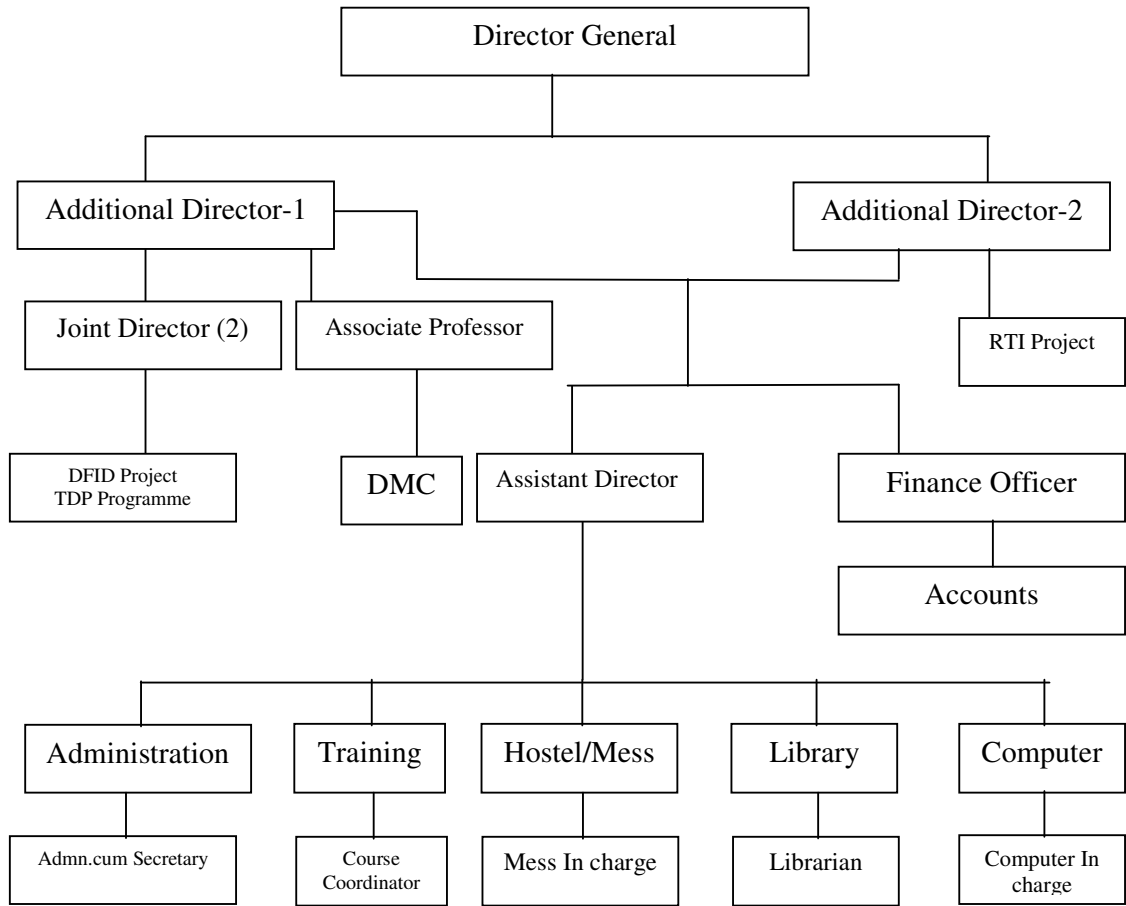 Director General
Additional Director-1
Additional Director-2
Joint Director (2)
Associate Professor
RTI Project
DFID Project
TDP Programme
DMC
Assistant Director
Finance Officer
Accounts
Administration
Training
Hostel/Mess
Library
Computer
Admn.cum Secretary
Course
Coordinator
Mess In charge
Librarian
Computer In
charge